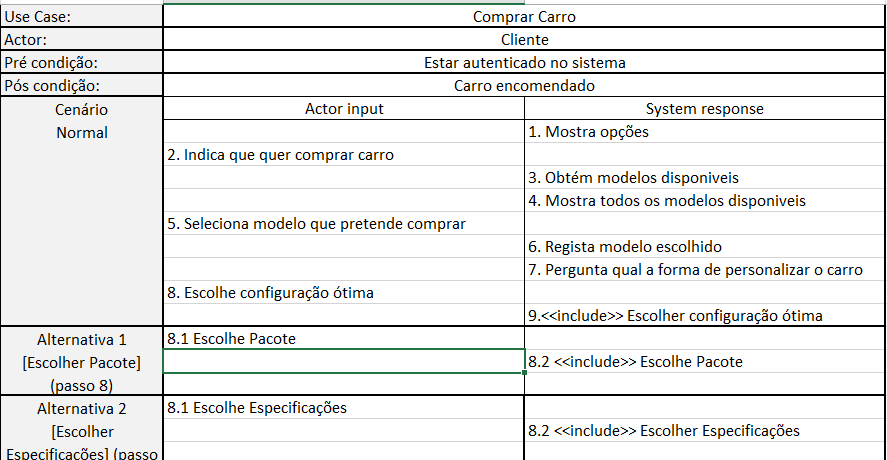 Use Case: Comprar Carro
Actor: Cliente
Pré condição: Estar autenticado no sistema
Pós condição: Carro encomendado
Cenário Actor input System response
Normal 1. Mostra opções
2. Indica que quer comprar carro
3. Obtém modelos disponiveis
4. Mostra todos os modelos disponiveis
5. Seleciona modelo que pretende comprar
6. Regista modelo escolhido
7. Pergunta qual a forma de personalizar o carro
8. Escolhe configuração ótima
9.<<include>> Escolher configuração ótima
Alternativa 1 8.1 Escolhe Pacote
[Escolher Pacote] 8.2 <<include>> Escolhe Pacote
(passo 8)
Alternativa 2 8.1 Escolhe Especificações
[Escolher 8.2 <<include>> Escolher Especificações
Especificações] (passo